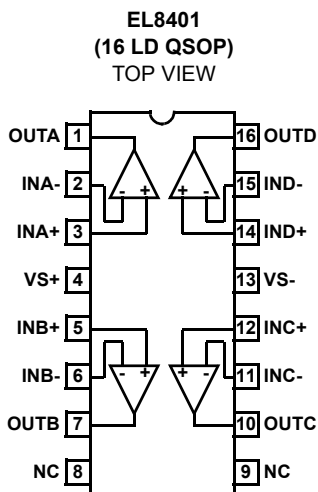 EL8401
(16 LD QSOP)
TOP VIEW
OUTA 1 16 OUTD
INA- 2 - + + - 15 IND-
INA+ 3 14 IND+
VS+ 4 13 VS-
INB+ 5 12 INC+
INB- 6 - + + - 11 INC-
OUTB 7 10 OUTC
NC 8 9 NC